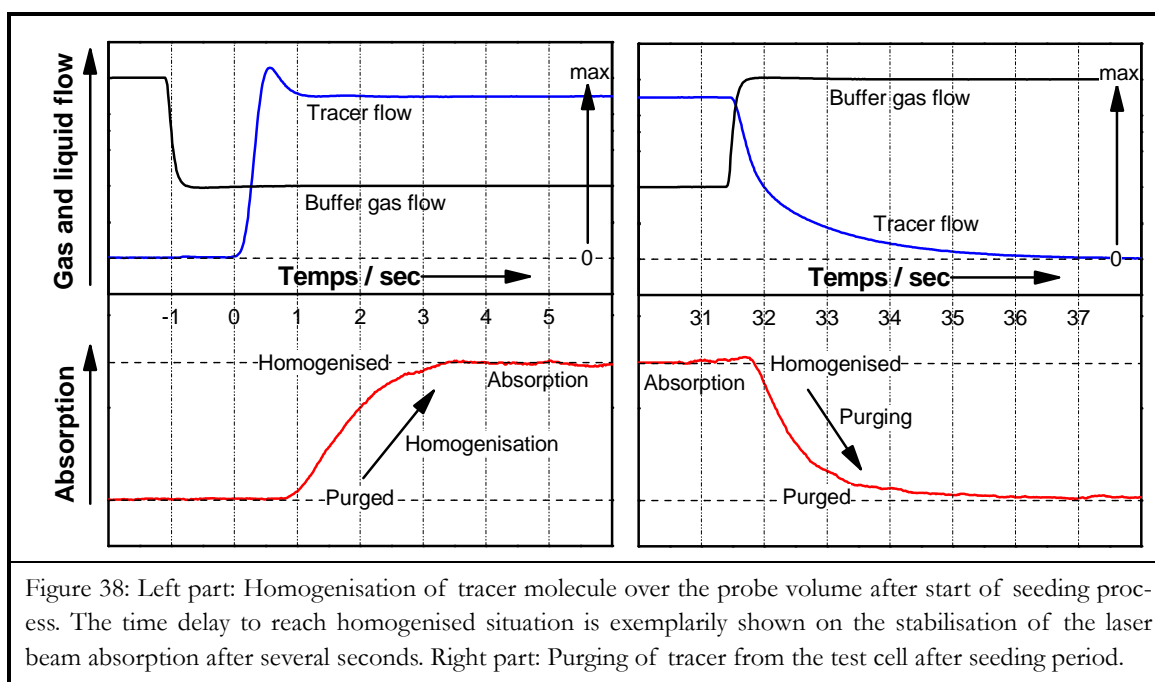 Gas and liquid flow
max.
Tracer flow
Buffer gas flow
0
Temps / sec
max.
Buffer gas flow
Tracer flow
0
Temps / sec
-1 0 1 2 3 4 5
31 32 33 34 35 36 37
Absorption
Homogenised
Absorption
Homogenisation
Purged
Absorption
Homogenised
Purging
Purged
Figure 38: Left part: Homogenisation of tracer molecule over the probe volume after start of seeding proc-
ess. The time delay to reach homogenised situation is exemplarily shown on the stabilisation of the laser
beam absorption after several seconds. Right part: Purging of tracer from the test cell after seeding period.